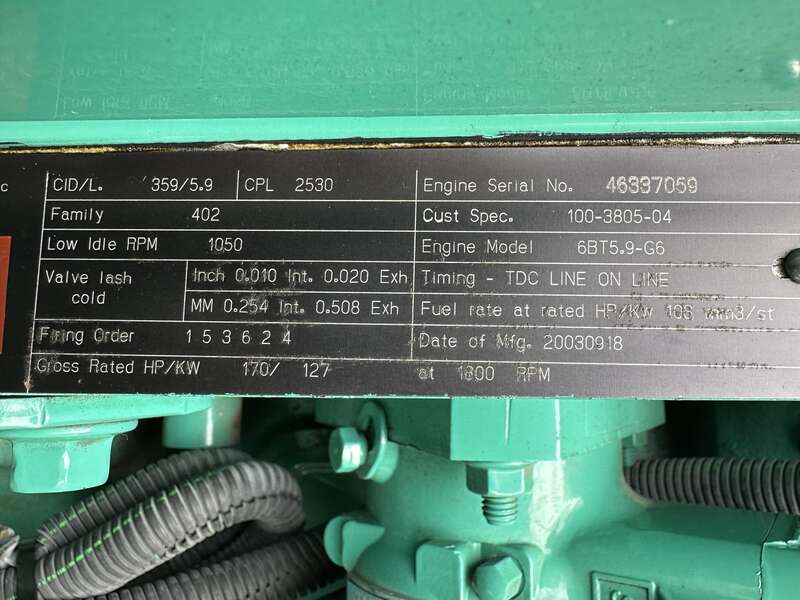 c CID/L. 359/5.9 CPL 2530 Engine Serial No. 46337059
Family 402 Cust Spec. 100-3805-04
Low Idle RPM 1050 Engine Model 6BT5.9-G6
Valve lash cold Inch 0.010 Int. 0.020 Exh Timing - TDC LINE ON LINE
MM 0.254 Int. 0.508 Exh Fuel rate at rated HP/Kw 108 mm3/st
Firing Order 1 5 3 6 2 4 Date of Mfg. 20030918
Gross Rated HP/KW 170/ 127 at 1800 RPM